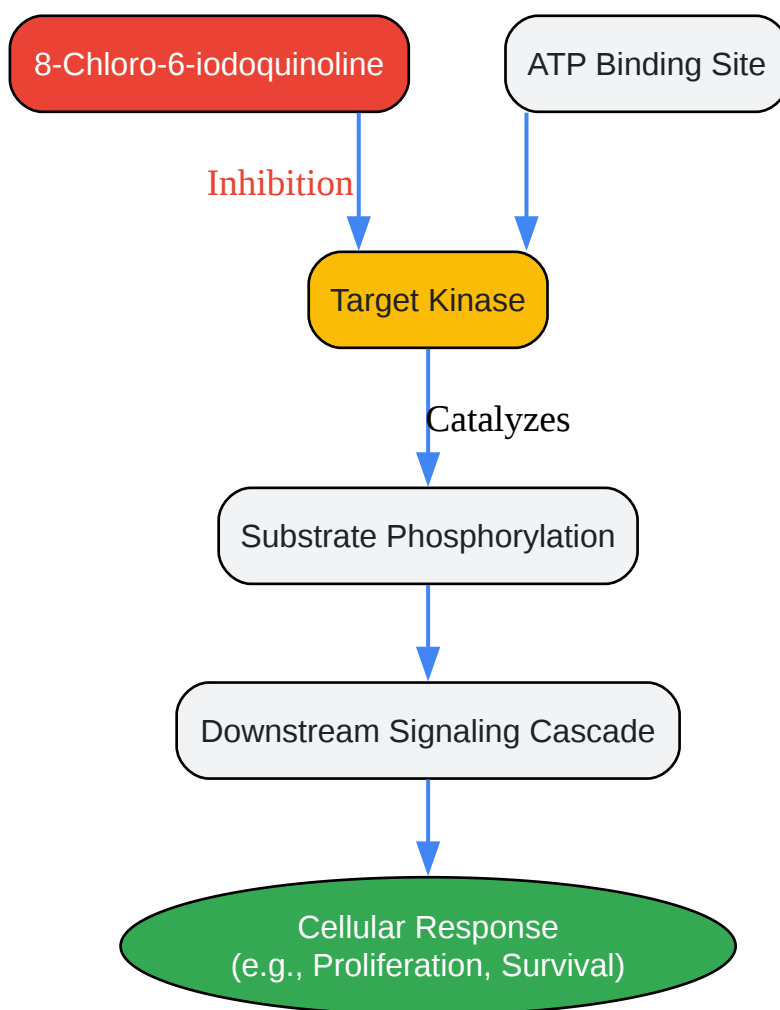 8-Chloro-6-iodoquinoline
ATP Binding Site
Inhibition
Target Kinase
Catalyzes
Substrate Phosphorylation
Downstream Signaling Cascade
Cellular Response
(e.g., Proliferation, Survival)